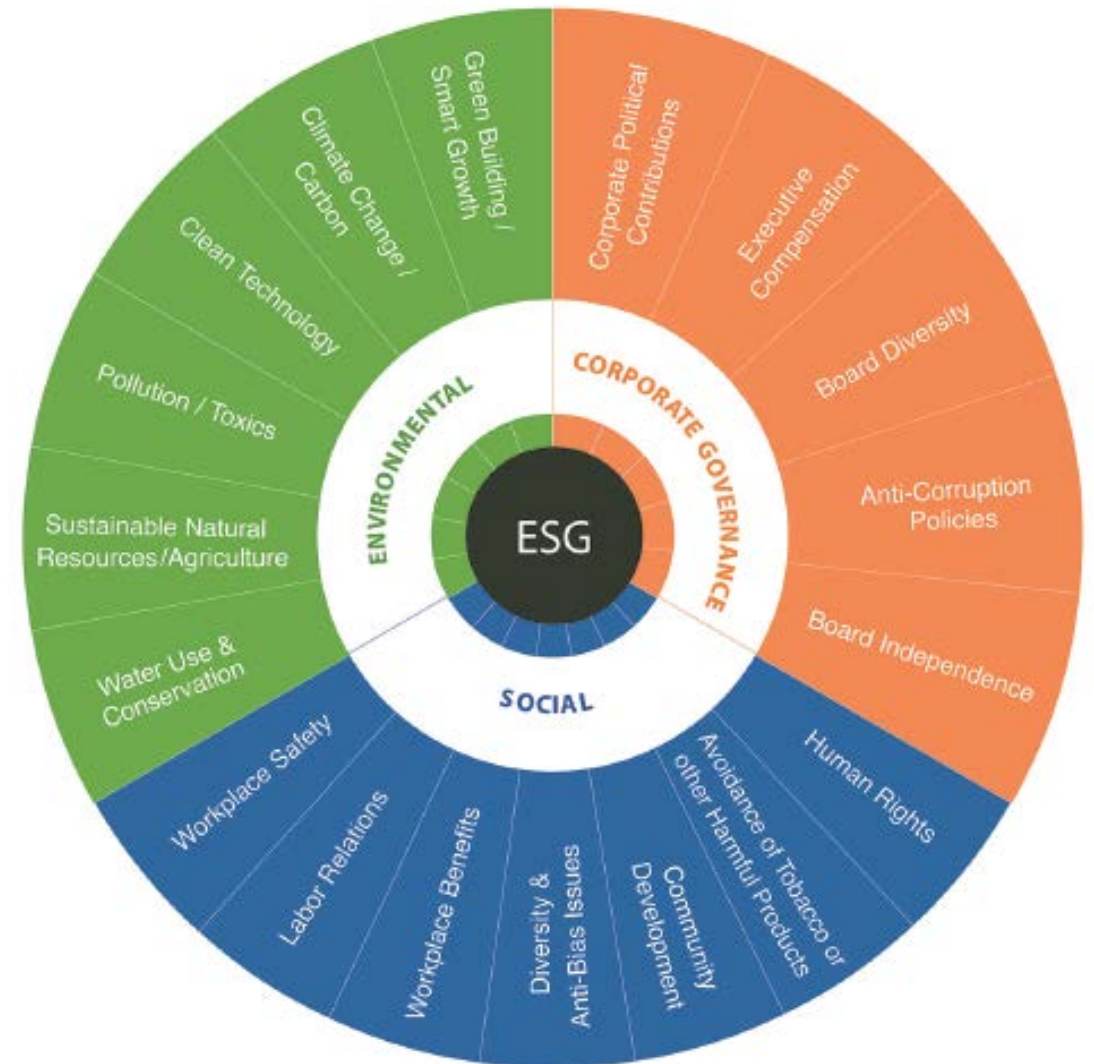 ESG
ENVIRONMENTAL
Green Building /
Smart Growth
Climate Change /
Carbon
Clean Technology
Pollution / Toxics
Sustainable Natural
Resources/Agriculture
Water Use &
Conservation
CORPORATE GOVERNANCE
Corporate Political
Contributions
Executive
Compensation
Board Diversity
Anti-Corruption
Policies
Board Independence
SOCIAL
Workplace Safety
Labor Relations
Workplace Benefits
Diversity &
Anti-Bias Issues
Community
Development
Avoidance of Tobacco or
other Harmful Products
Human Rights